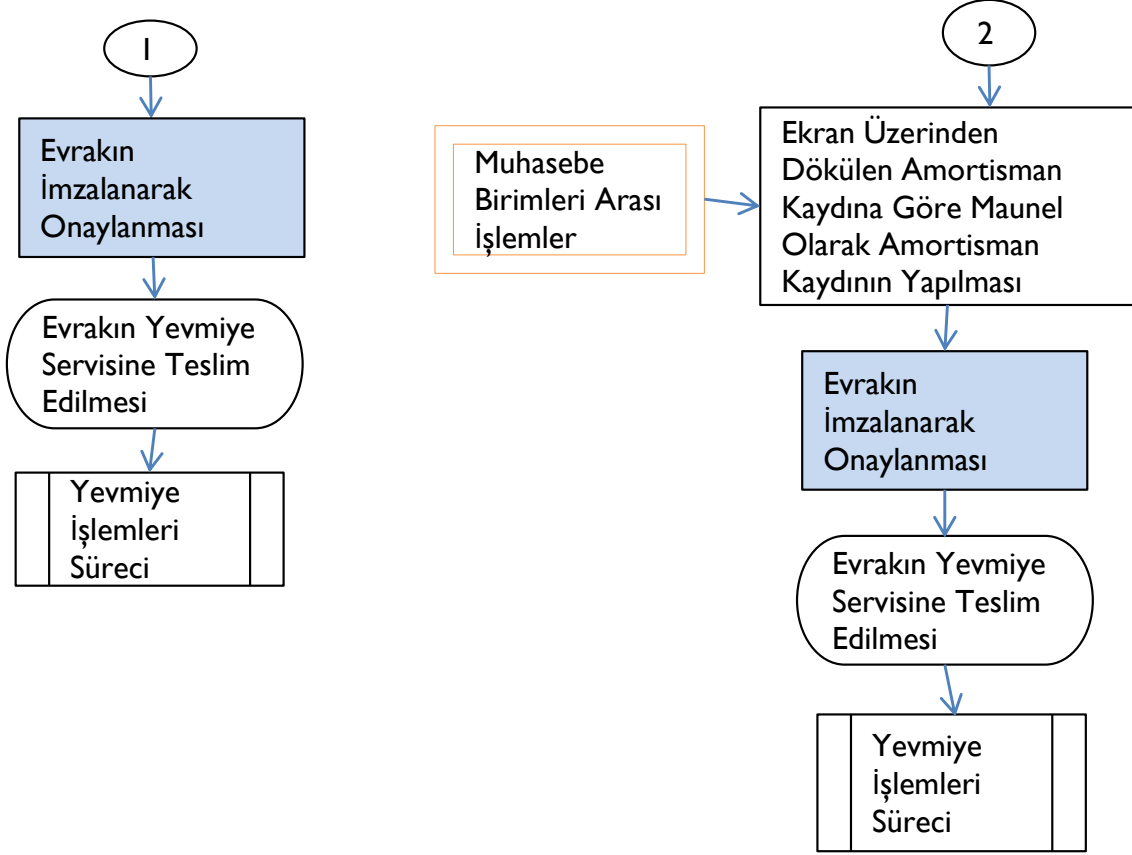 1
Evrakın
İmzalanarak
Onaylanması
Evrakın Yevmiye
Servisine Teslim
Edilmesi
Yevmiye
İşlemleri
Süreci
Muhasebe
Birimleri Arası
İşlemler
2
Ekran Üzerinden
Dökülen Amortisman
Kaydına Göre Maunel
Olarak Amortisman
Kaydının Yapılması
Evrakın
İmzalanarak
Onaylanması
Evrakın Yevmiye
Servisine Teslim
Edilmesi
Yevmiye
İşlemleri
Süreci